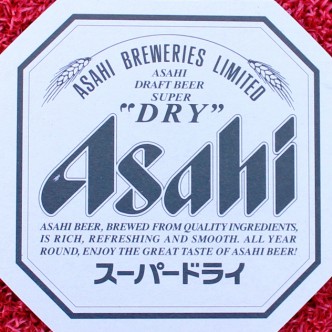 ASAHI BREWERIES LIMITED
ASAHI
DRAFT BEER
SUPER
"DRY"
Asahi
ASAHI BEER, BREWED FROM QUALITY INGREDIENTS,
IS RICH, REFRESHING AND SMOOTH. ALL YEAR
ROUND, ENJOY THE GREAT TASTE OF ASAHI BEER!
スーパードライ